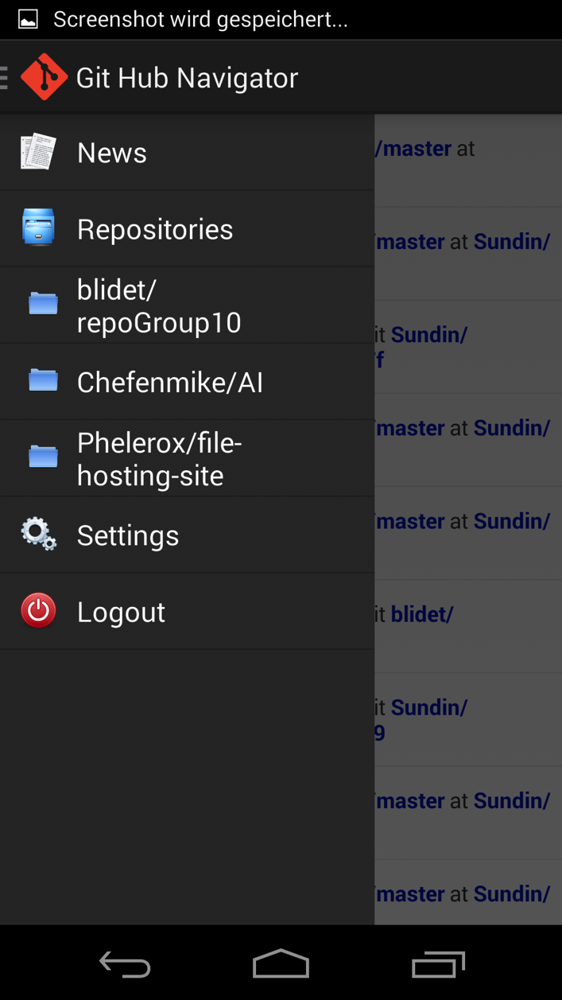 Screenshot wird gespeichert...
Git Hub Navigator
News
Repositories
blidet/
repoGroup10
Chefenmike/AI
Phelerox/file-
hosting-site
Settings
Logout
/master at
/master at Sundin/
it Sundin/
f
/master at Sundin/
/master at Sundin/
it blidet/
it Sundin/
9
/master at Sundin/
/master at Sundin/